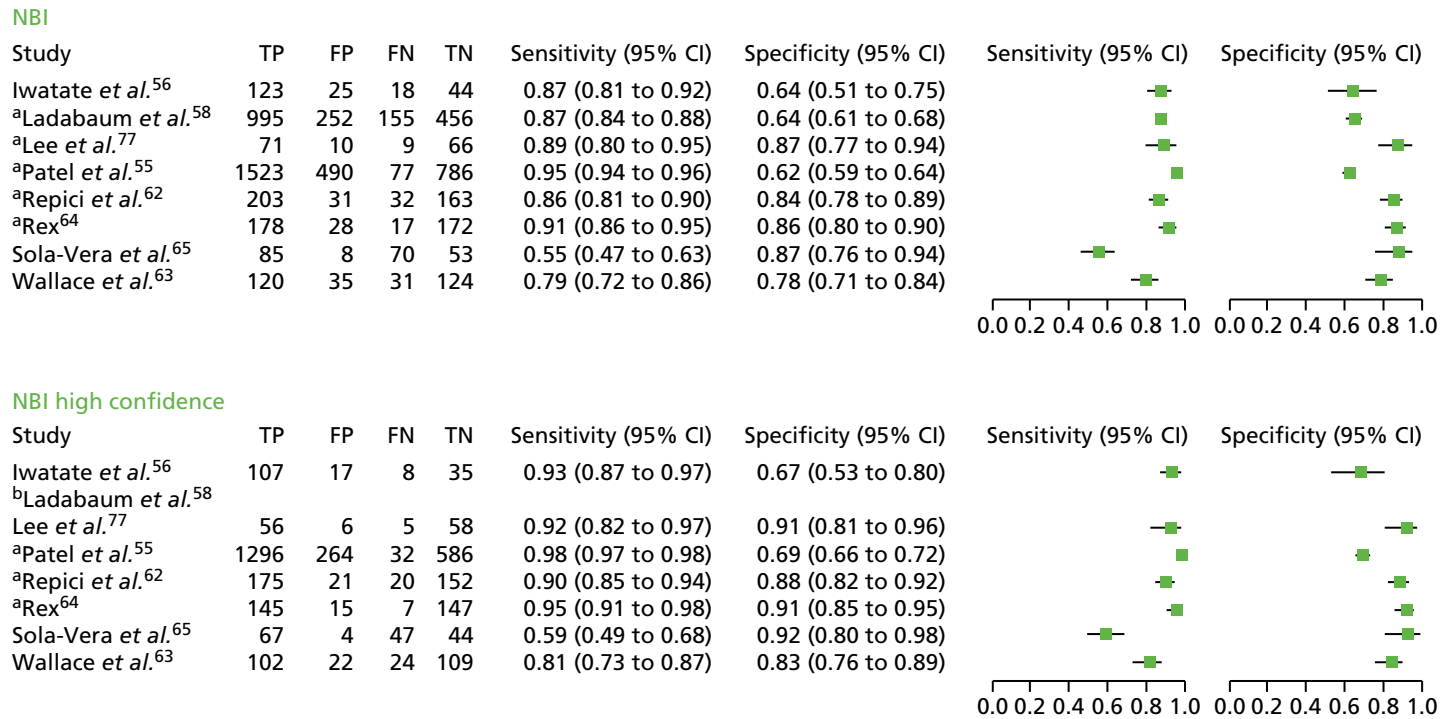 NBI
Study TP FP FN TN Sensitivity (95% CI) Specificity (95% CI) Sensitivity (95% CI) Specificity (95% CI)
Iwatate et al.56 123 25 18 44 0.87 (0.81 to 0.92) 0.64 (0.51 to 0.75)
aLadabaum et al.58 995 252 155 456 0.87 (0.84 to 0.88) 0.64 (0.61 to 0.68)
aLee et al.77 71 10 9 66 0.89 (0.80 to 0.95) 0.87 (0.77 to 0.94)
aPatel et al.55 1523 490 77 786 0.95 (0.94 to 0.96) 0.62 (0.59 to 0.64)
aRepici et al.62 203 31 32 163 0.86 (0.81 to 0.90) 0.84 (0.78 to 0.89)
aRex64 178 28 17 172 0.91 (0.86 to 0.95) 0.86 (0.80 to 0.90)
Sola-Vera et al.65 85 8 70 53 0.55 (0.47 to 0.63) 0.87 (0.76 to 0.94)
Wallace et al.63 120 35 31 124 0.79 (0.72 to 0.86) 0.78 (0.71 to 0.84)
0.0 0.2 0.4 0.6 0.8 1.0 0.0 0.2 0.4 0.6 0.8 1.0
NBI high confidence
Study TP FP FN TN Sensitivity (95% CI) Specificity (95% CI) Sensitivity (95% CI) Specificity (95% CI)
Iwatate et al.56 107 17 8 35 0.93 (0.87 to 0.97) 0.67 (0.53 to 0.80)
bLadabaum et al.58
Lee et al.77 56 6 5 58 0.92 (0.82 to 0.97) 0.91 (0.81 to 0.96)
aPatel et al.55 1296 264 32 586 0.98 (0.97 to 0.98) 0.69 (0.66 to 0.72)
aRepici et al.62 175 21 20 152 0.90 (0.85 to 0.94) 0.88 (0.82 to 0.92)
aRex64 145 15 7 147 0.95 (0.91 to 0.98) 0.91 (0.85 to 0.95)
Sola-Vera et al.65 67 4 47 44 0.59 (0.49 to 0.68) 0.92 (0.80 to 0.98)
Wallace et al.63 102 22 24 109 0.81 (0.73 to 0.87) 0.83 (0.76 to 0.89)
0.0 0.2 0.4 0.6 0.8 1.0 0.0 0.2 0.4 0.6 0.8 1.0